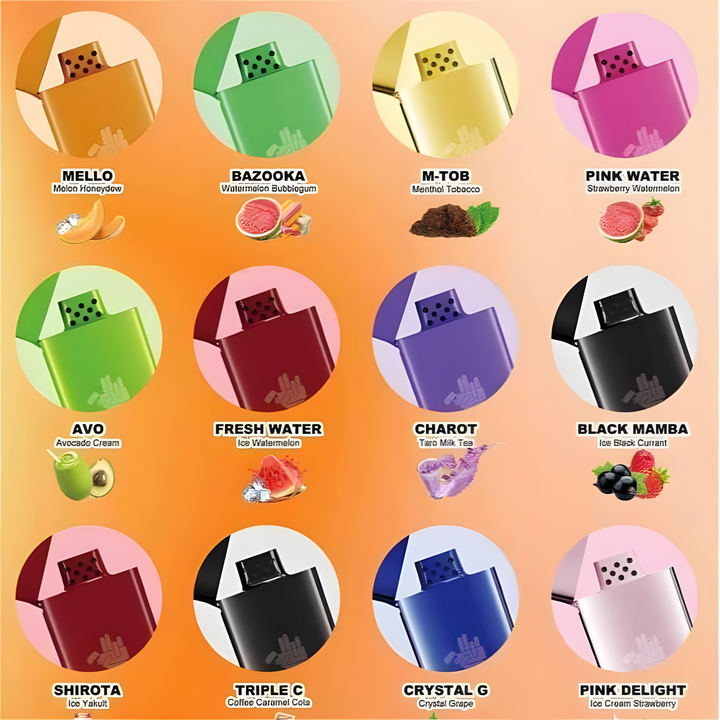 MELLO
Melon Honeydew
BAZOOKA
Watermelon Bubblegum
M-TOB
Menthol Tobacco
PINK WATER
Strawberry Watermelon
AVO
Avocado Cream
FRESH WATER
Ice Watermelon
CHAROT
Taro Milk Tea
BLACK MAMBA
Ice Black Currant
SHIROTA
Ice Yakult
TRIPLE C
Coffee Caramel Cola
CRYSTAL G
Crystal Grape
PINK DELIGHT
Ice Cream Strawberry